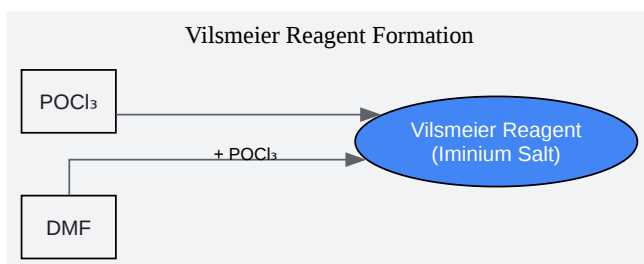 Vilsmeier Reagent Formation
POCl₃
Vilsmeier Reagent
(Iminium Salt)
+ POCl₃
DMF